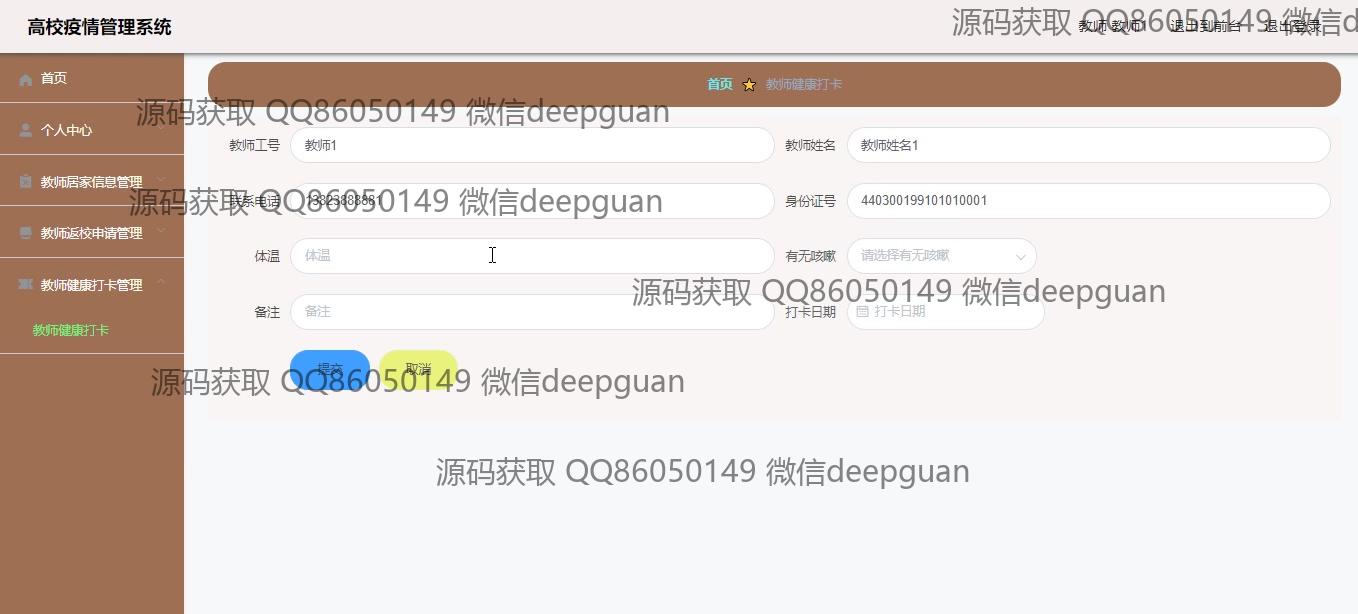 高校疫情管理系统
源码获取 QQ86050149 微信d
教师 教师1 退出到前台 退出登录
首页
首页 教师健康打卡
源码获取 QQ86050149 微信deepguan
个人中心
教师工号 教师1 教师姓名 教师姓名1
教师居家信息管理
源码获取 QQ86050149 微信deepguan
联系电话 13823888881 身份证号 440300199101010001
教师返校申请管理
体温 体温 有无咳嗽 请选择有无咳嗽
教师健康打卡管理
源码获取 QQ86050149 微信deepguan
备注 备注 打卡日期 打卡日期
教师健康打卡
提交 取消
源码获取 QQ86050149 微信deepguan
源码获取 QQ86050149 微信deepguan